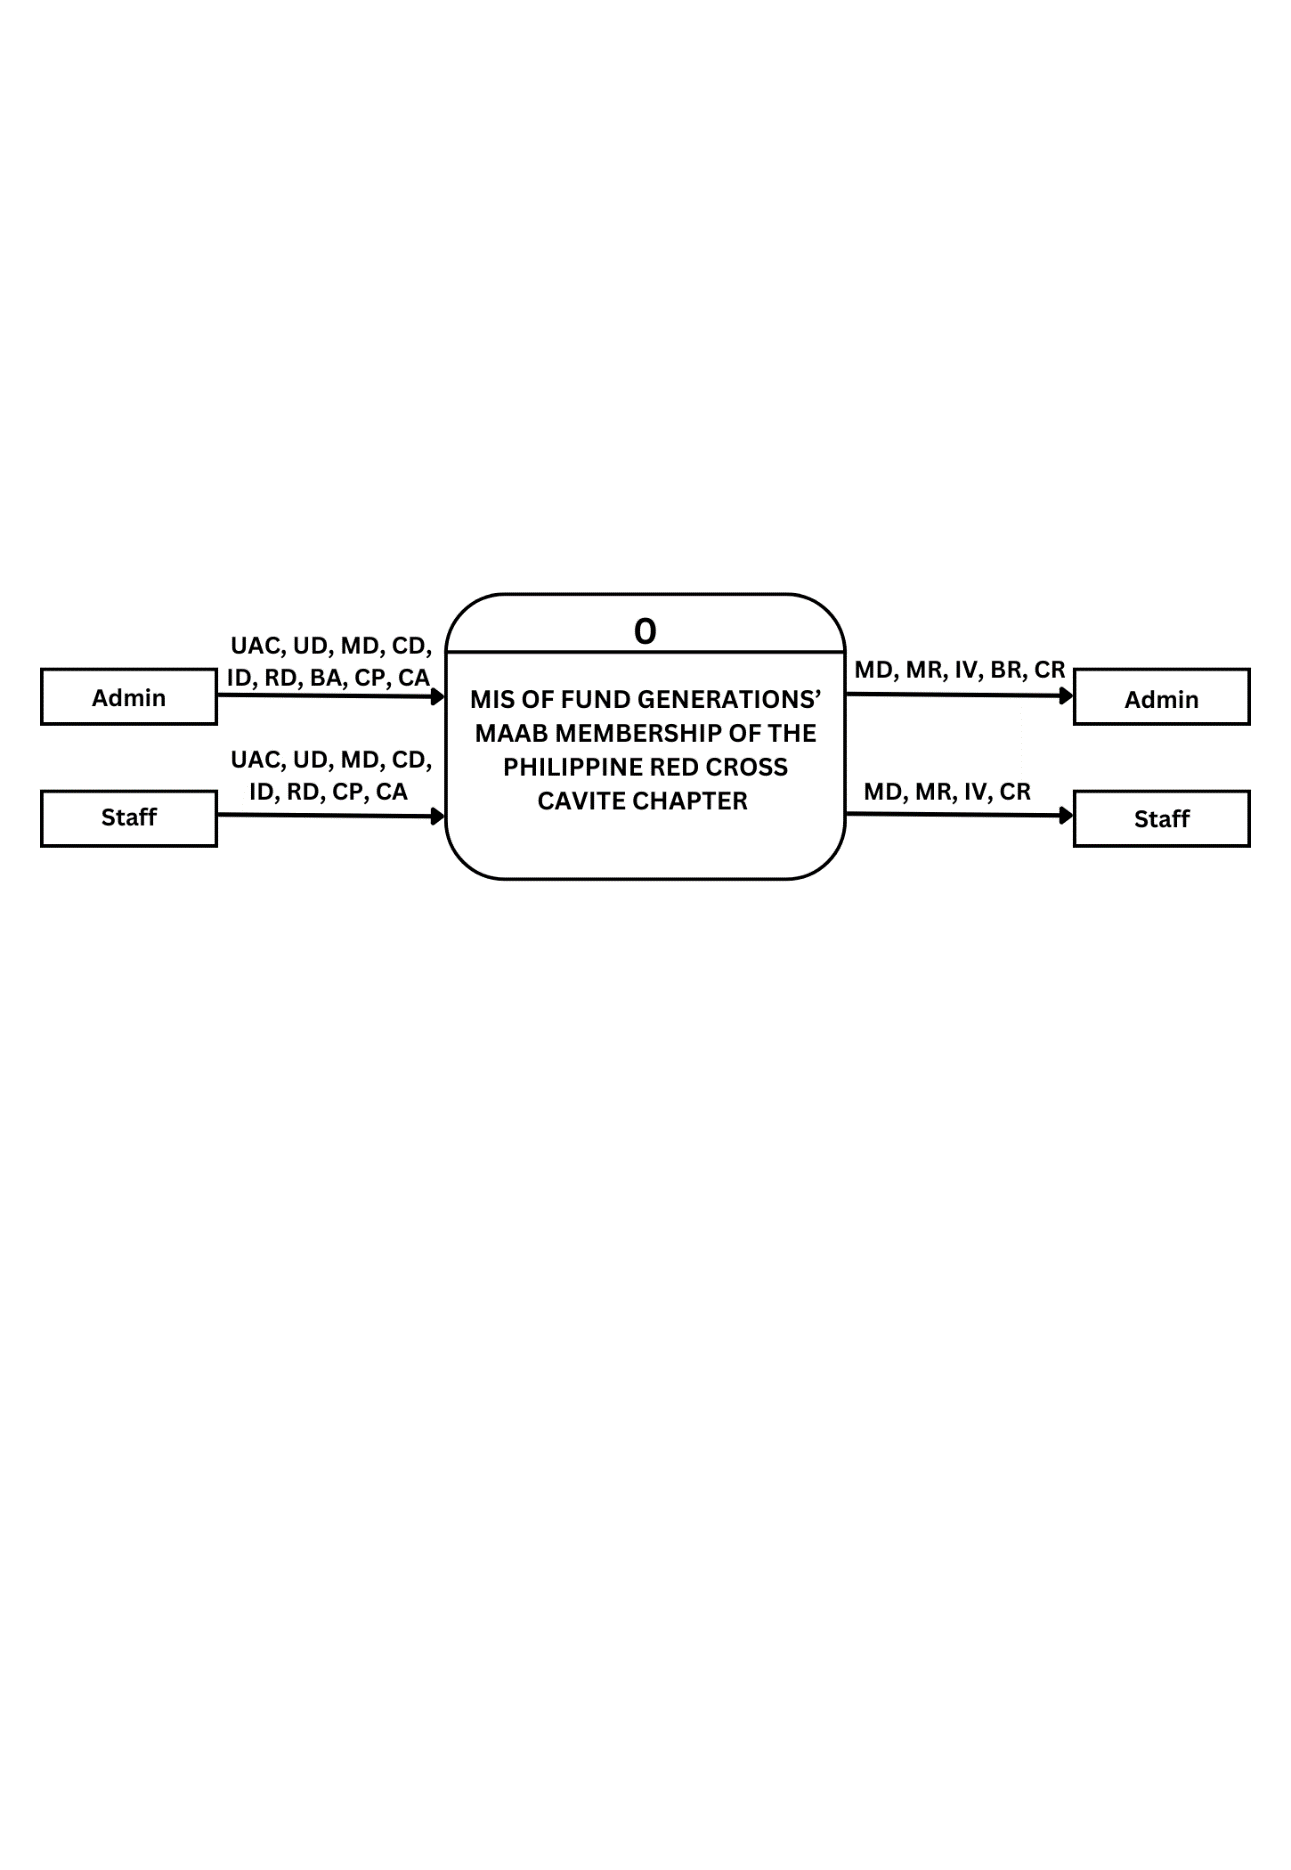 0
UAC, UD, MD, CD,
ID, RD, BA, CP, CA
Admin
UAC, UD, MD, CD,
ID, RD, CP, CA
Staff
MIS OF FUND GENERATIONS’
MAAB MEMBERSHIP OF THE
PHILIPPINE RED CROSS
CAVITE CHAPTER
MD, MR, IV, BR, CR
Admin
MD, MR, IV, CR
Staff